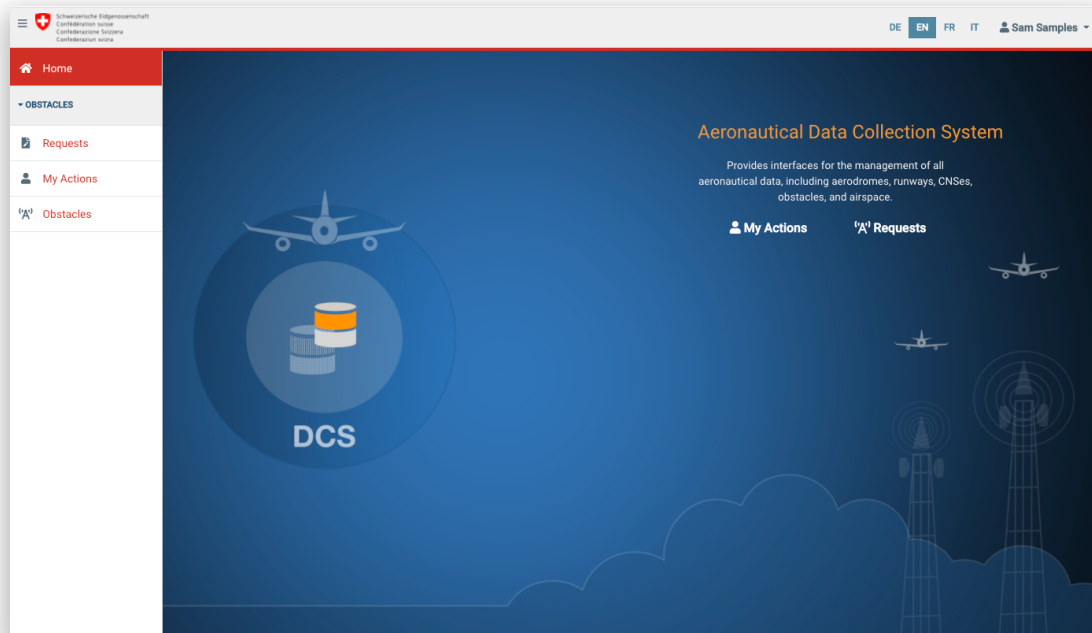 Schweizerische Eidgenossenschaft
Confédération suisse
Confederazione Svizzera
Confederaziun svizra
DE EN FR IT Sam Samples
Home
OBSTACLES
Requests
My Actions
Obstacles
Aeronautical Data Collection System
Provides interfaces for the management of all
aeronautical data, including aerodromes, runways, CNSes,
obstacles, and airspace.
My Actions Requests
DCS